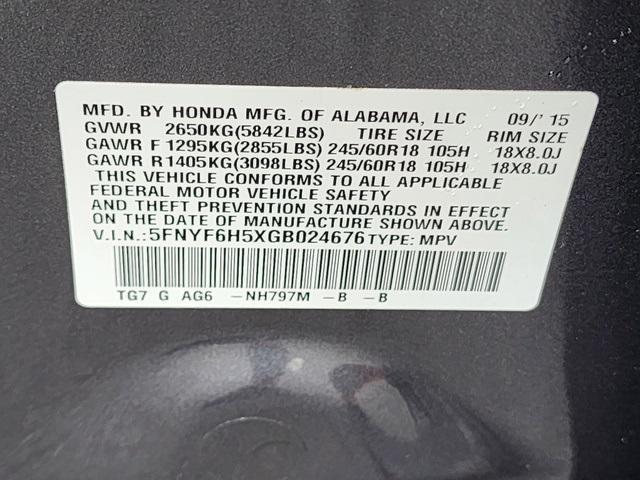 MFD. BY HONDA MFG. OF ALABAMA, LLC 09/'15
GVWR 2650KG(5842LBS) TIRE SIZE RIM SIZE
GAWR F 1295KG(2855LBS) 245/60R18 105H 18X8.0J
GAWR R 1405KG(3098LBS) 245/60R18 105H 18X8.0J
THIS VEHICLE CONFORMS TO ALL APPLICABLE
FEDERAL MOTOR VEHICLE SAFETY
AND THEFT PREVENTION STANDARDS IN EFFECT
ON THE DATE OF MANUFACTURE SHOWN ABOVE.
V.I.N.:5FNYF6H5XGB024676 TYPE: MPV
TG7 G AG6 -NH797M -B -B